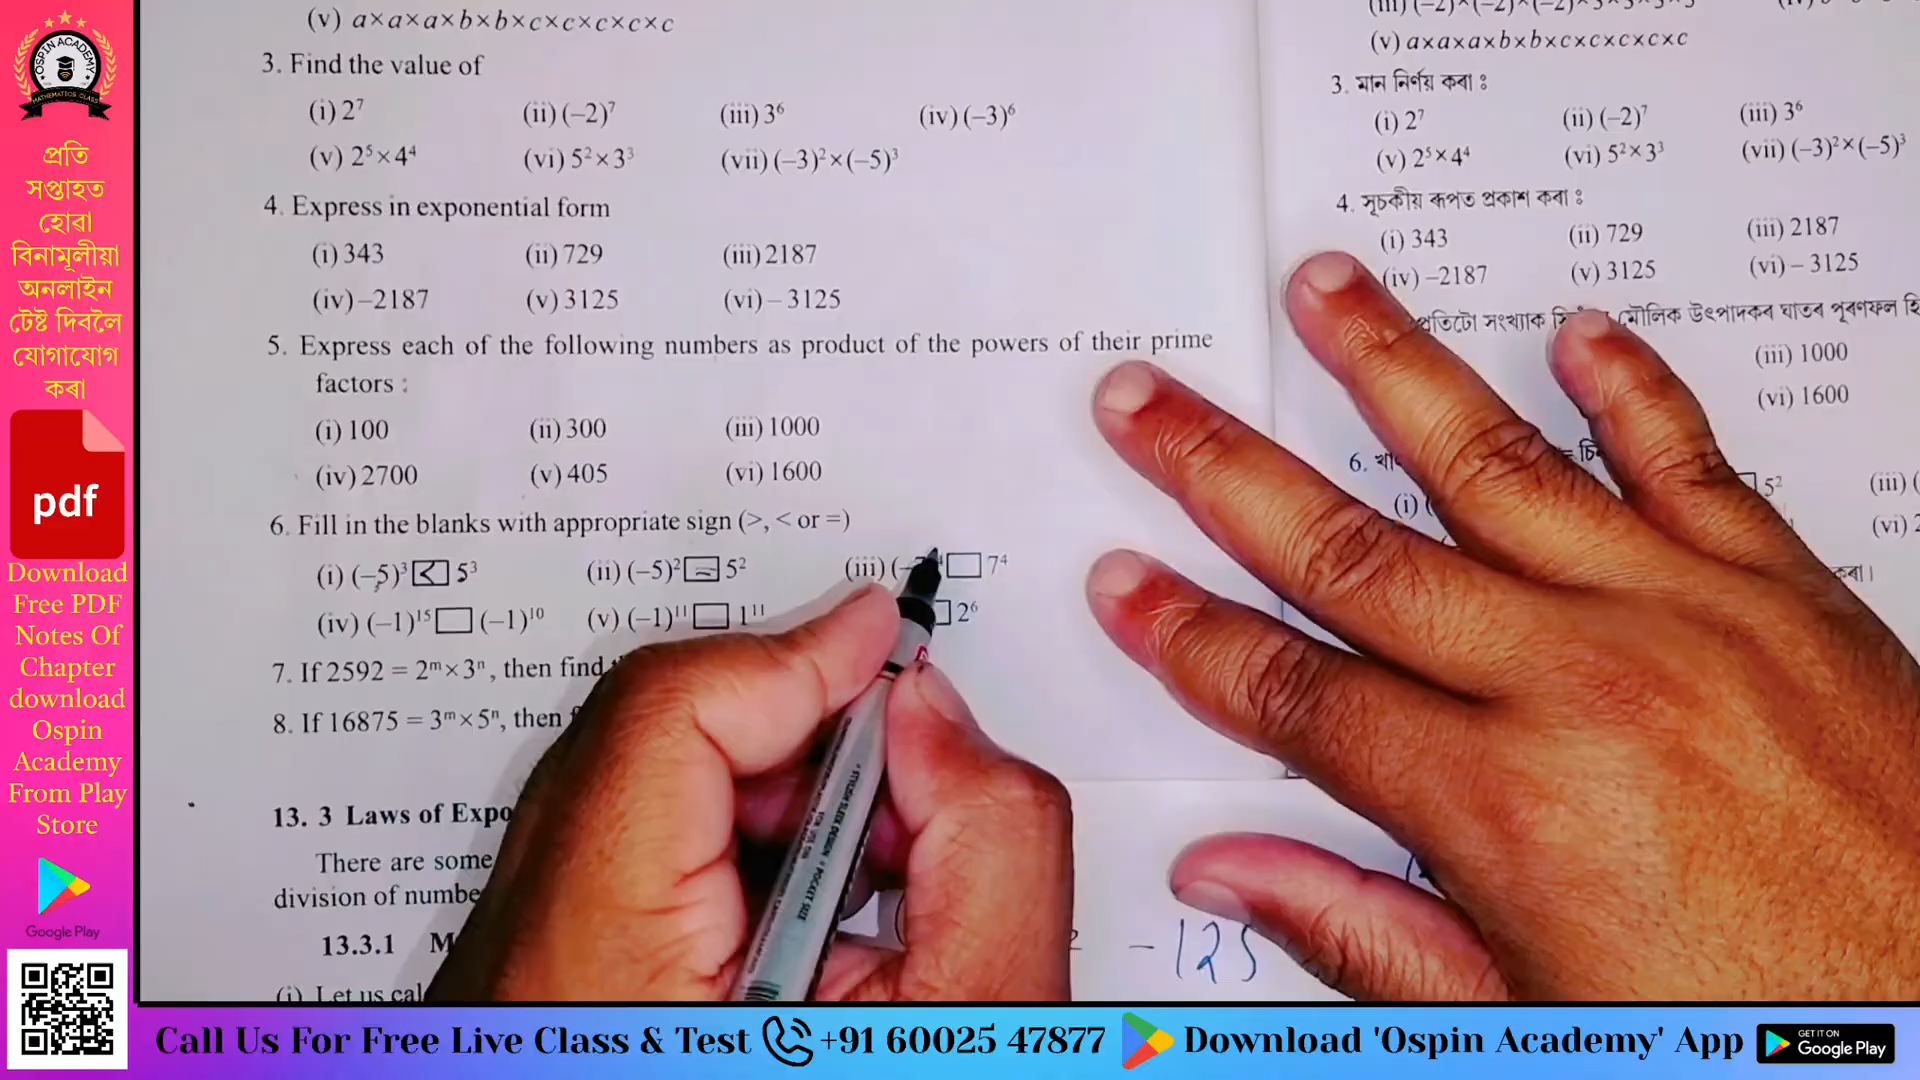 OSPIN ACADEMY
MATHEMATICS CLASS
প্ৰতি
সপ্তাহত
হোৱা
বিনামূলীয়া
অনলাইন
টেষ্ট দিবলৈ
যোগাযোগ
কৰা
pdf
Download
Free PDF
Notes Of
Chapter
download
Ospin
Academy
From Play
Store
Google Play
(v) a×a×a×b×b×c×c×c×c×c
3. Find the value of
(i) 2⁷ (ii) (–2)⁷ (iii) 3⁶ (iv) (–3)⁶
(v) 2⁵×4⁴ (vi) 5²×3³ (vii) (–3)²×(–5)³
4. Express in exponential form
(i) 343 (ii) 729 (iii) 2187
(iv) –2187 (v) 3125 (vi) – 3125
5. Express each of the following numbers as product of the powers of their prime
factors :
(i) 100 (ii) 300 (iii) 1000
(iv) 2700 (v) 405 (vi) 1600
6. Fill in the blanks with appropriate sign (>, < or =)
(i) (–5)³ < 5³ (ii) (–5)² = 5² (iii) (– □ 7⁴
(iv) (–1)¹⁵ □ (–1)¹⁰ (v) (–1)¹¹ □ 1¹¹ □ 2⁶
7. If 2592 = 2ᵐ× 3ⁿ, then find
8. If 16875 = 3ᵐ× 5ⁿ, then
13. 3 Laws of
There are some
division of
13.3.1
(i) Let us
(v) a×a×a×b×b×c×c×c×c×c
3. মান নিৰ্ণয় কৰা ঃ
(i) 2⁷ (ii) (–2)⁷ (iii) 3⁶
(v) 2⁵×4⁴ (vi) 5²×3³ (vii) (–3)²×(–5)³
4. সূচকীয় ৰূপত প্ৰকাশ কৰা ঃ
(i) 343 (ii) 729 (iii) 2187
(iv) –2187 (v) 3125 (vi) – 3125
সংখ্যাক মৌলিক উৎপাদকৰ ঘাতৰ পূৰণফল
(iii) 1000
(vi) 1600
6.
(i) 5² (iii)
কৰা।
–125
Call Us For Free Live Class & Test +91 60025 47877 Download 'Ospin Academy' App
GET IT ON
Google Play